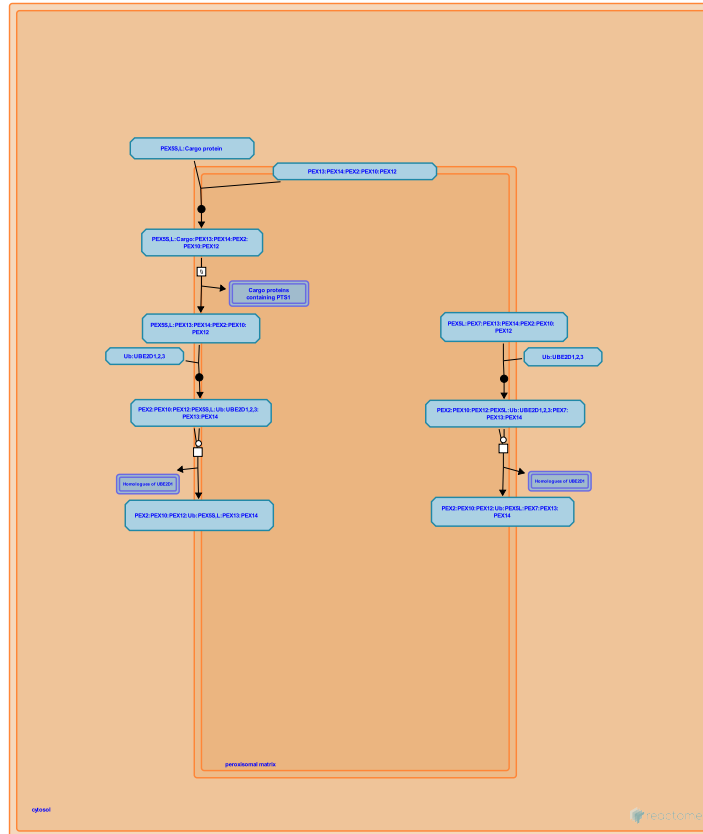 PEX5S,L:Cargo protein
PEX13:PEX14:PEX2:PEX10:PEX12
PEX5S,L:Cargo:PEX13:PEX14:PEX2:
PEX10:PEX12
Cargo proteins
containing PTS1
PEX5S,L:PEX13:PEX14:PEX2:PEX10:
PEX12
PEX5L:PEX7:PEX13:PEX14:PEX2:PEX10:
PEX12
Ub:UBE2D1,2,3
Ub:UBE2D1,2,3
PEX2:PEX10:PEX12:PEX5S,L:Ub:UBE2D1,2,3:
PEX13:PEX14
PEX2:PEX10:PEX12:PEX5L:Ub:UBE2D1,2,3:PEX7:
PEX13:PEX14
Homologues of UBE2D1
Homologues of UBE2D1
PEX2:PEX10:PEX12:Ub:PEX5S,L:PEX13:PEX14
PEX2:PEX10:PEX12:Ub:PEX5L:PEX7:PEX13:
PEX14
peroxisomal matrix
cytosol
reactome